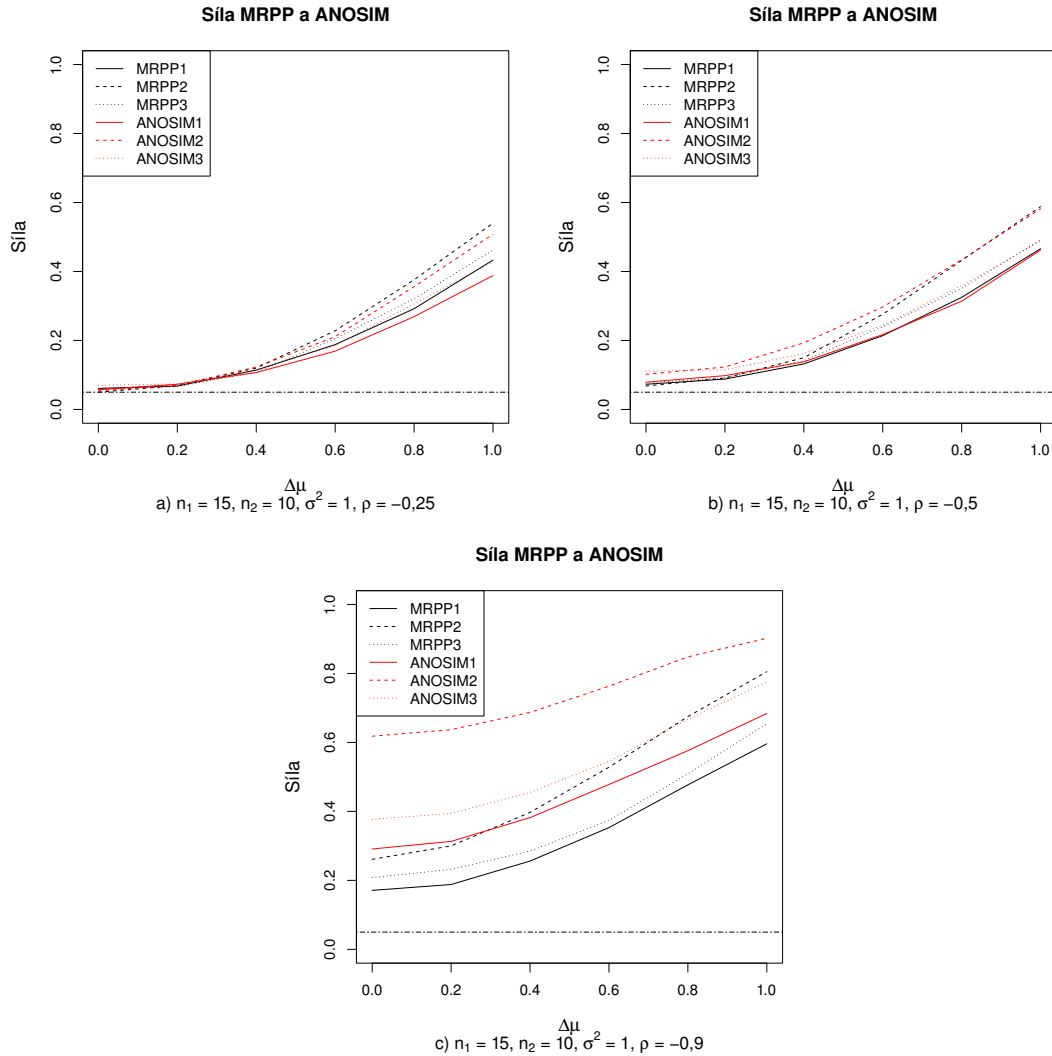 Síla MRPP a ANOSIM
MRPP1
MRPP2
MRPP3
ANOSIM1
ANOSIM2
ANOSIM3
Síla
0.0
0.2
0.4
0.6
0.8
1.0
0.0 0.2 0.4 0.6 0.8 1.0
Δμ
a) n₁ = 15, n₂ = 10, σ² = 1, ρ = −0,25
Síla MRPP a ANOSIM
MRPP1
MRPP2
MRPP3
ANOSIM1
ANOSIM2
ANOSIM3
Síla
0.0
0.2
0.4
0.6
0.8
1.0
0.0 0.2 0.4 0.6 0.8 1.0
Δμ
b) n₁ = 15, n₂ = 10, σ² = 1, ρ = −0,5
Síla MRPP a ANOSIM
MRPP1
MRPP2
MRPP3
ANOSIM1
ANOSIM2
ANOSIM3
Síla
0.0
0.2
0.4
0.6
0.8
1.0
0.0 0.2 0.4 0.6 0.8 1.0
Δμ
c) n₁ = 15, n₂ = 10, σ² = 1, ρ = −0,9